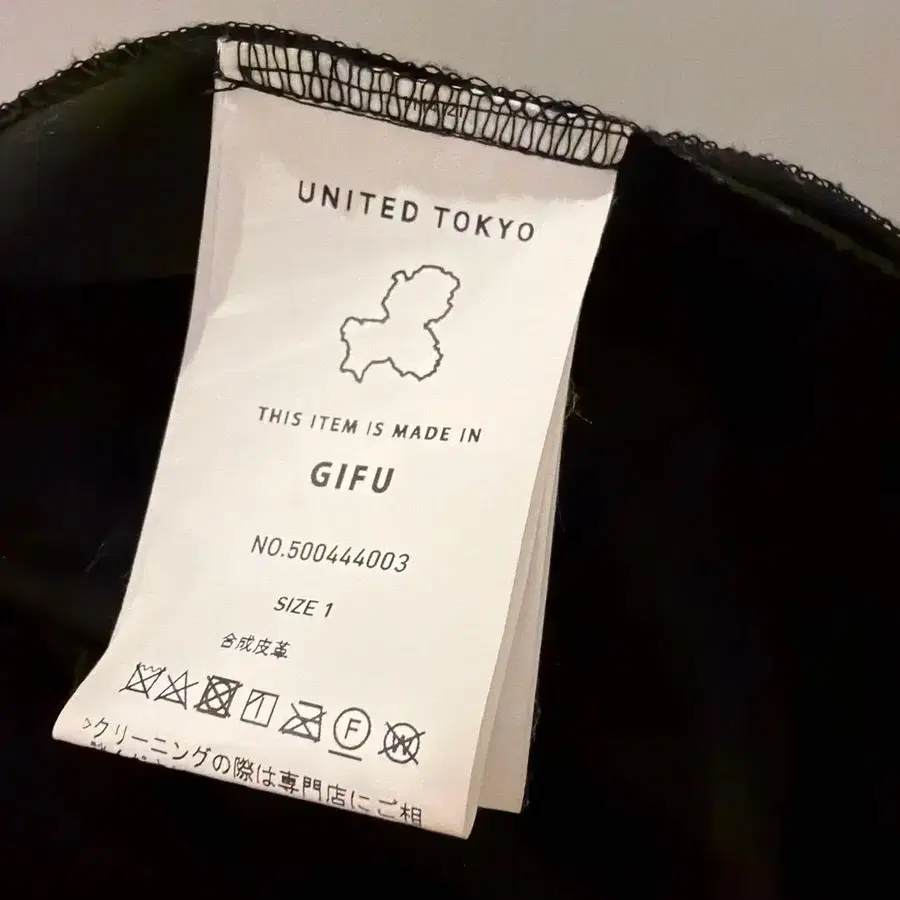 UNITED TOKYO
THIS ITEM IS MADE IN
GIFU
NO.500444003
SIZE 1
合成皮革
F W
>クリーニングの際は専門店にご相